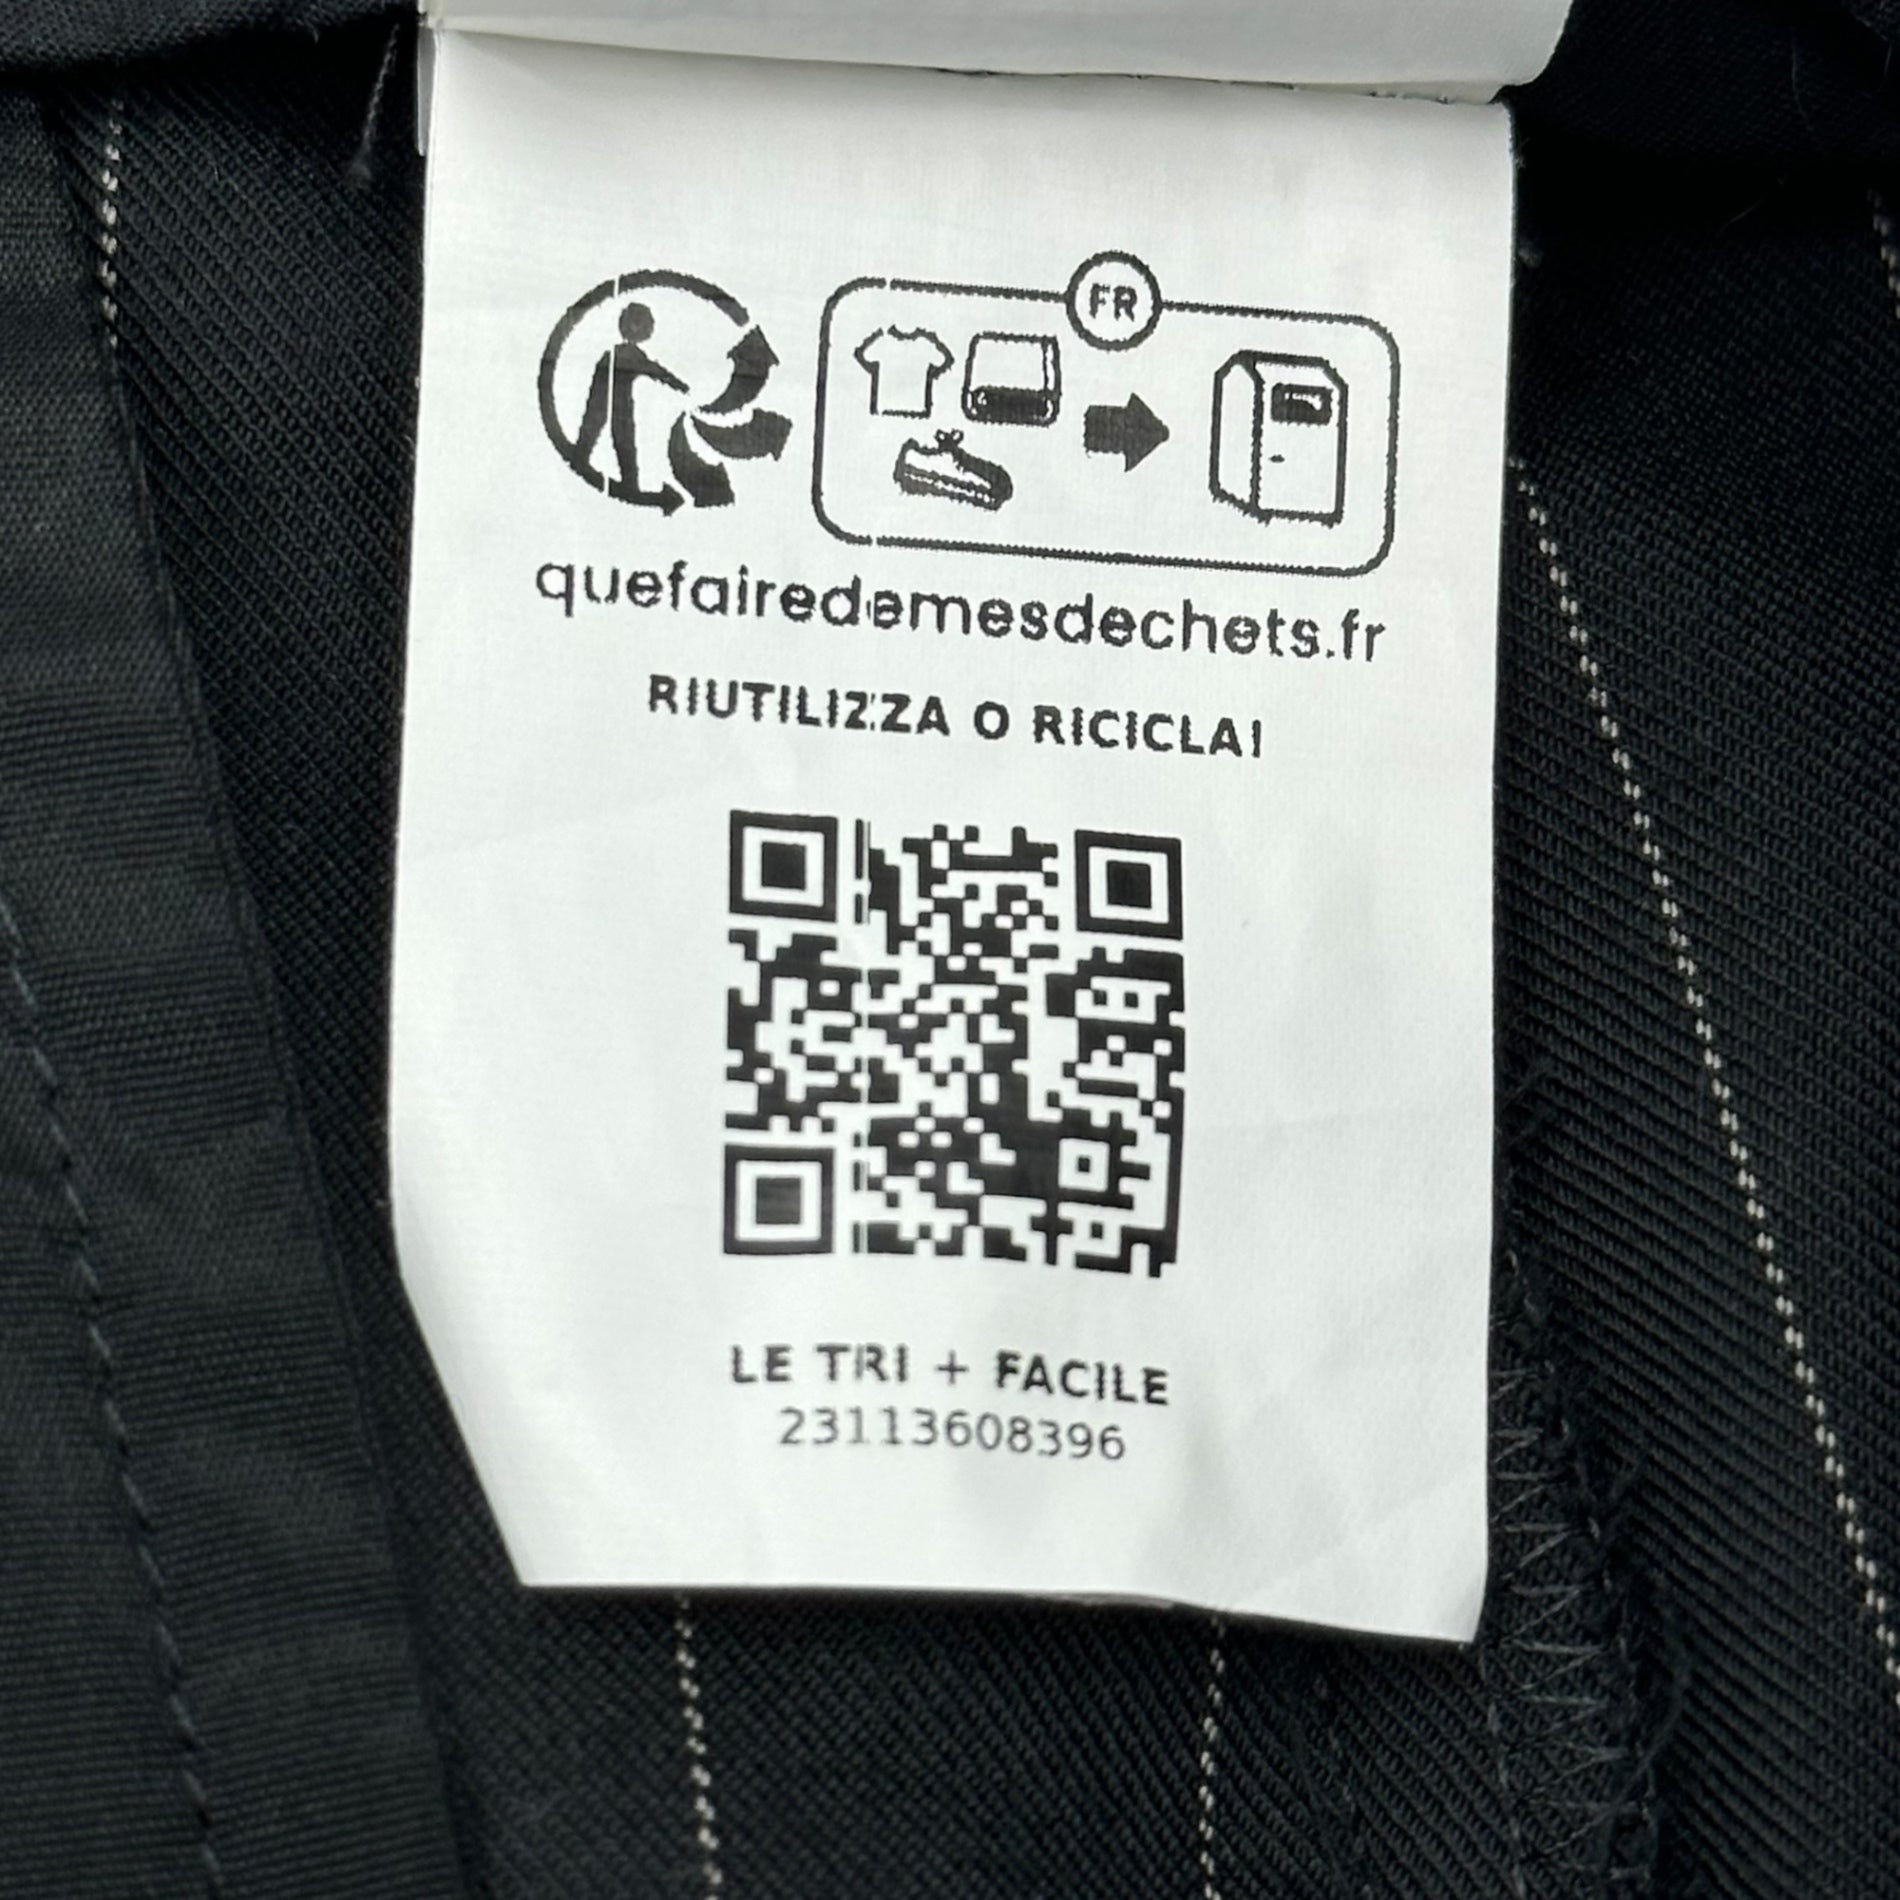 FR
quefairedemesdechets.fr
RIUTILIZZA O RICICLA!
LE TRI + FACILE
23113608396